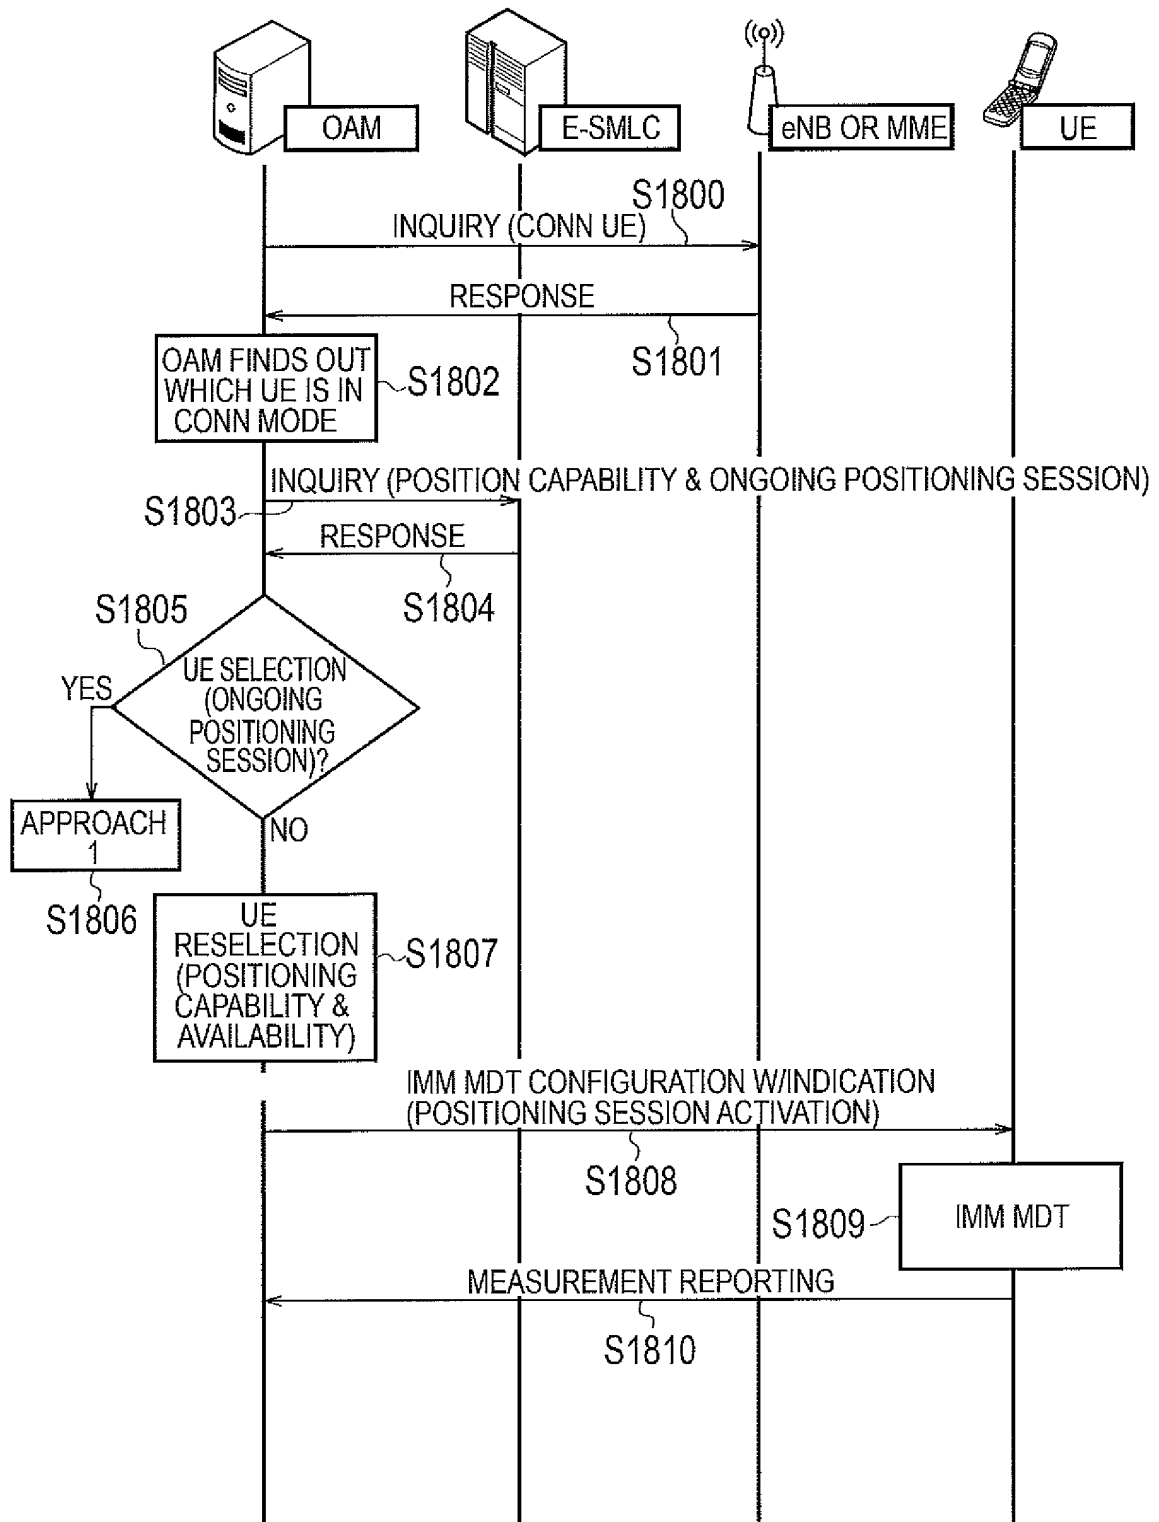 OAM
E-SMLC
eNB OR MME
UE
S1800
INQUIRY (CONN UE)
RESPONSE
S1801
OAM FINDS OUT
WHICH UE IS IN
CONN MODE
S1802
INQUIRY (POSITION CAPABILITY & ONGOING POSITIONING SESSION)
S1803
RESPONSE
S1804
S1805
UE SELECTION
(ONGOING
POSITIONING
SESSION)?
YES
APPROACH
1
NO
S1806
UE
RESELECTION
(POSITIONING
CAPABILITY &
AVAILABILITY)
S1807
IMM MDT CONFIGURATION W/INDICATION
(POSITIONING SESSION ACTIVATION)
S1808
S1809
IMM MDT
MEASUREMENT REPORTING
S1810